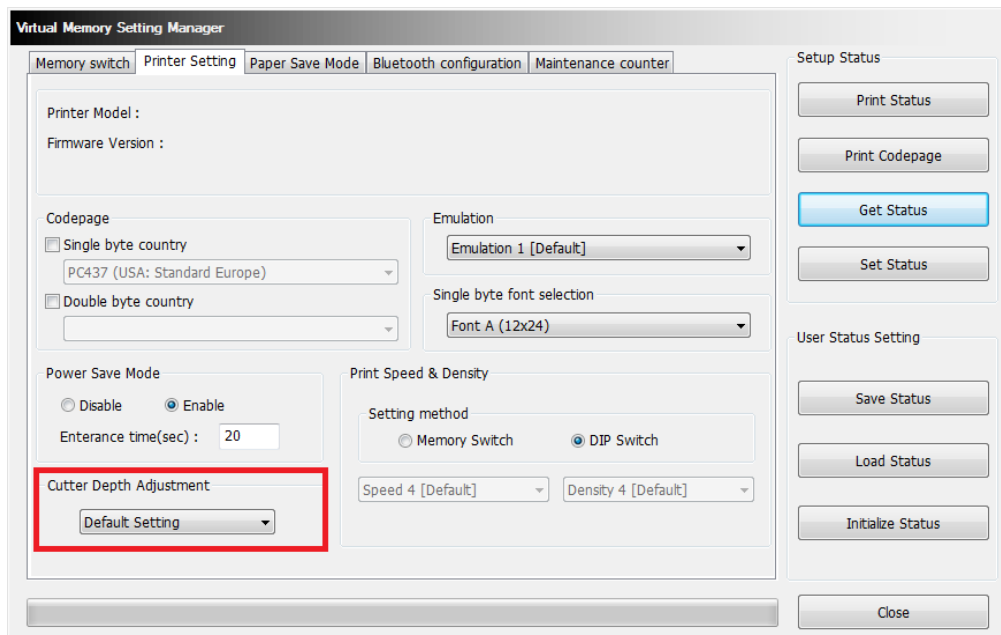 Virtual Memory Setting Manager
Memory switch
Printer Setting
Paper Save Mode
Bluetooth configuration
Maintenance counter
Printer Model :
Firmware Version :
Codepage
Single byte country
PC437 (USA: Standard Europe)
Double byte country
Emulation
Emulation 1 [Default]
Single byte font selection
Font A (12x24)
Power Save Mode
Disable
Enable
Enterance time(sec) :
20
Print Speed & Density
Setting method
Memory Switch
DIP Switch
Speed 4 [Default]
Density 4 [Default]
Cutter Depth Adjustment
Default Setting
Setup Status
Print Status
Print Codepage
Get Status
Set Status
User Status Setting
Save Status
Load Status
Initialize Status
Close